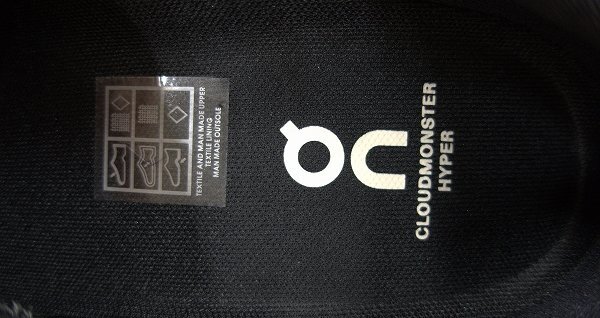 TEXTILE AND MAN MADE UPPER
TEXTILE LINING
MAN MADE OUTSOLE
On
CLOUDMONSTER
HYPER